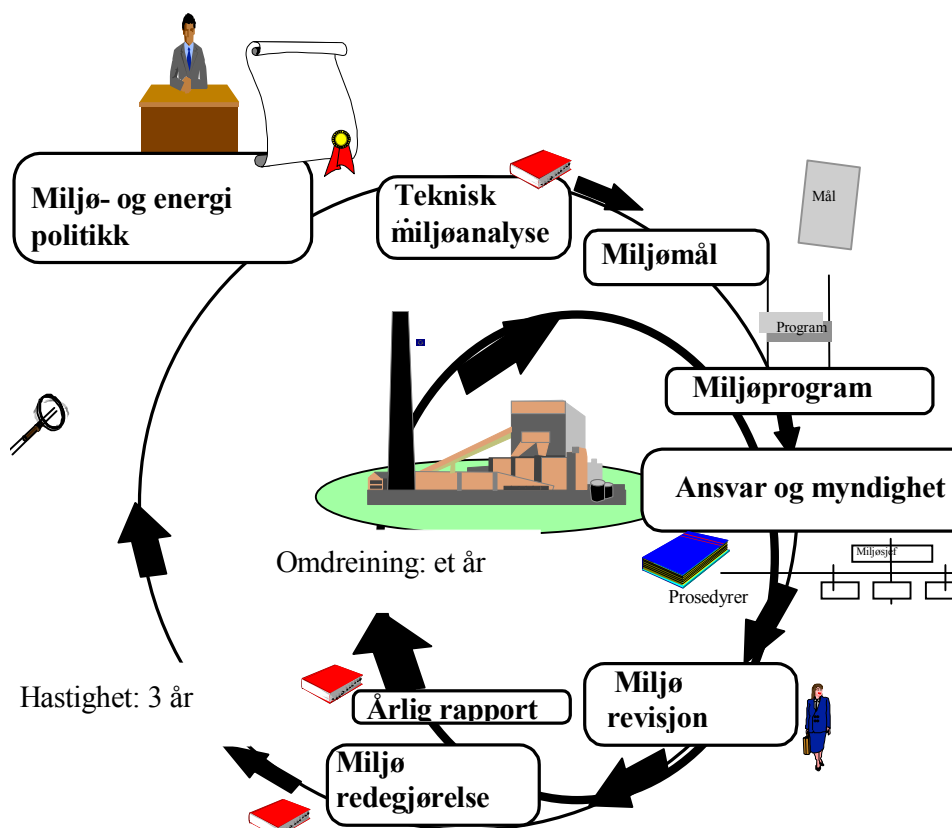 Miljø- og energi
politikk
Teknisk
miljøanalyse
Miljømål
Mål
Program
Miljøprogram
Ansvar og myndighet
Omdreining: et år
Miljøsjef
Prosedyrer
Hastighet: 3 år
Årlig rapport
Miljø
revisjon
Miljø
redegjørelse